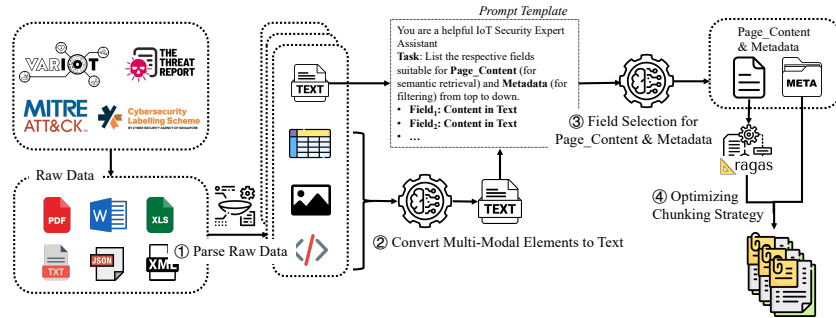 VARIOT
THE
THREAT
REPORT
MITRE
ATT&CK™
Cybersecurity
Labelling Scheme
BY CYBER SECURITY AGENCY OF SINGAPORE
Raw Data
PDF
W
XLS
TXT
JSON
XML
① Parse Raw Data
TEXT
② Convert Multi-Modal Elements to Text
TEXT
Prompt Template
You are a helpful IoT Security Expert
Assistant
Task: List the respective fields
suitable for Page_Content (for
semantic retrieval) and Metadata (for
filtering) from top to down.
• Field₁: Content in Text
• Field₂: Content in Text
• …
③ Field Selection for
Page_Content & Metadata
Page_Content
& Metadata
META
ragas
④ Optimizing
Chunking Strategy